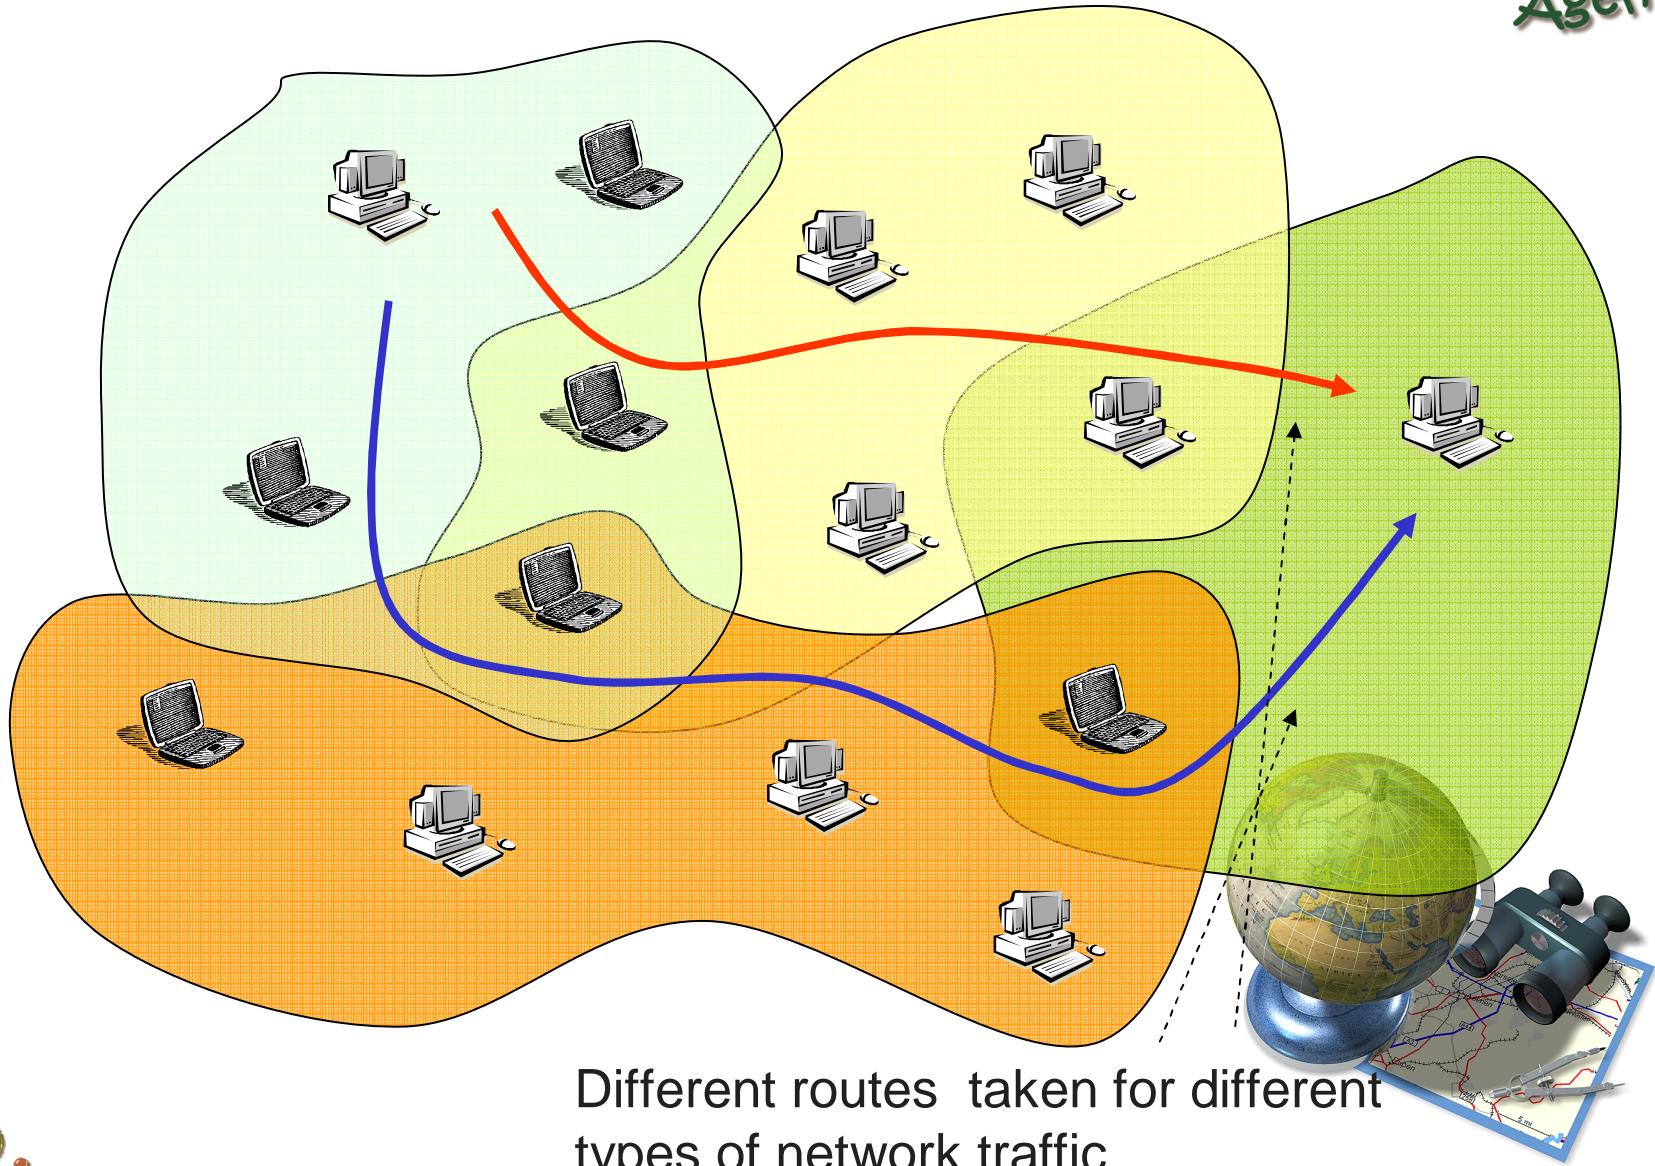 Different routes  taken for different
types of network traffic